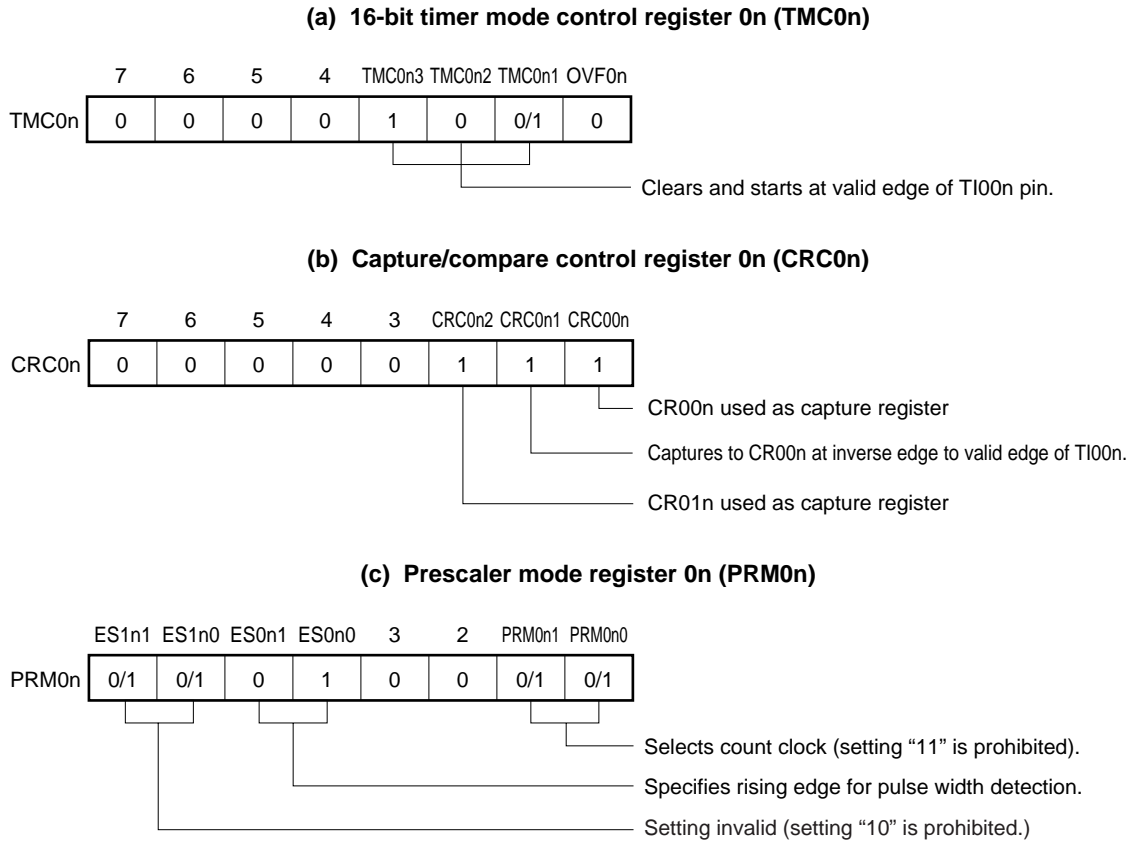 (a) 16-bit timer mode control register 0n (TMC0n)
7 6 5 4 TMC0n3 TMC0n2 TMC0n1 OVF0n
TMC0n 0 0 0 0 1 0 0/1 0
Clears and starts at valid edge of TI00n pin.
(b) Capture/compare control register 0n (CRC0n)
7 6 5 4 3 CRC0n2 CRC0n1 CRC00n
CRC0n 0 0 0 0 0 1 1 1
CR00n used as capture register
Captures to CR00n at inverse edge to valid edge of TI00n.
CR01n used as capture register
(c) Prescaler mode register 0n (PRM0n)
ES1n1 ES1n0 ES0n1 ES0n0 3 2 PRM0n1 PRM0n0
PRM0n 0/1 0/1 0 1 0 0 0/1 0/1
Selects count clock (setting “11” is prohibited).
Specifies rising edge for pulse width detection.
Setting invalid (setting “10” is prohibited.)